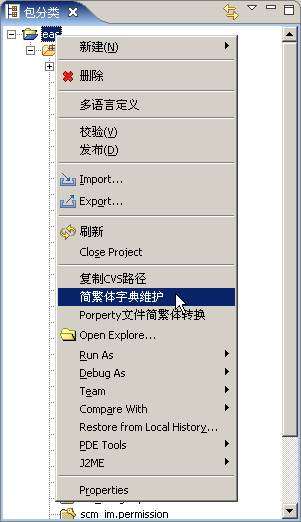 包分类
eas
新建(N)
删除
多语言定义
校验(V)
发布(D)
Import...
Export...
刷新
Close Project
复制CVS路径
简繁体字典维护
Porperty文件简繁体转换
Open Explore...
Run As
Debug As
Team
Compare With
Restore from Local History...
PDE Tools
J2ME
Properties
scm_im.permission